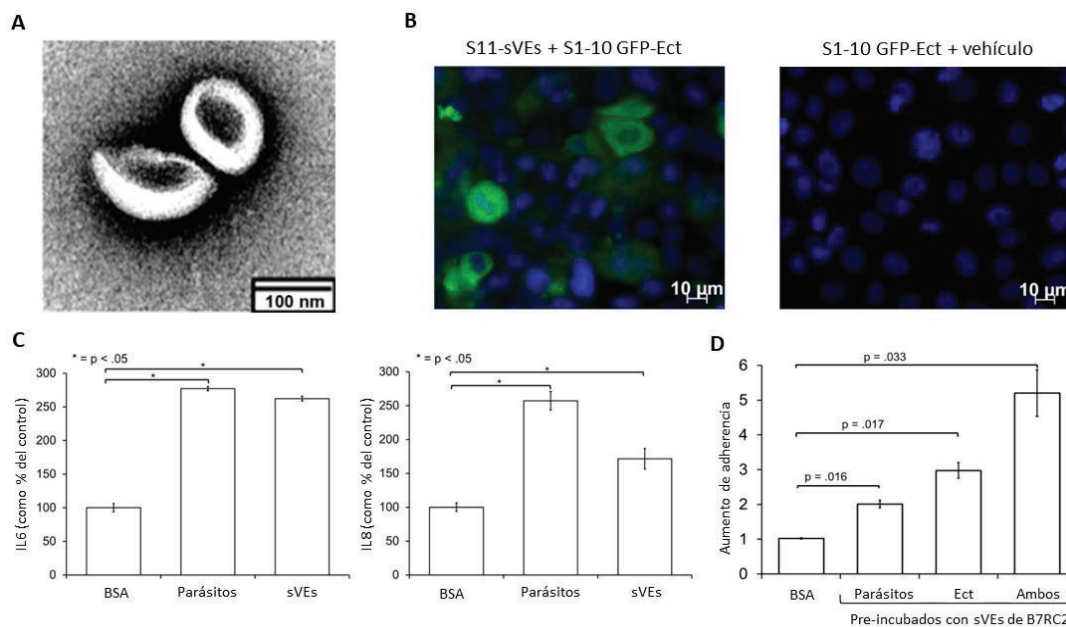 A
100 nm
B
S11-sVEs + S1-10 GFP-Ect
S1-10 GFP-Ect + vehículo
10 µm
10 µm
C
* = p < .05
*
*
IL6 (como % del control)
300
250
200
150
100
50
0
BSA
Parásitos
sVEs
* = p < .05
*
*
IL8 (como % del control)
300
250
200
150
100
50
0
BSA
Parásitos
sVEs
D
p = .033
p = .017
p = .016
Aumento de adherencia
6
5
4
3
2
1
0
BSA
Parásitos
Ect
Ambos
Pre-incubados con sVEs de B7RC2